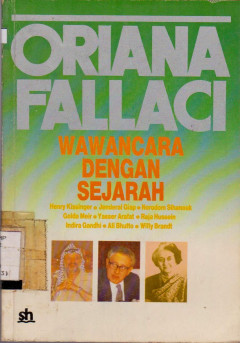 ORIANA
FALLACI
WAWANCARA
DENGAN
SEJARAH
Henry Kissinger • Jenderal Giap • Norodom Sihanouk
Golda Meir • Yasser Arafat • Raja Hussein
Indira Gandhi • Ali Bhutto • Willy Brandt
sh